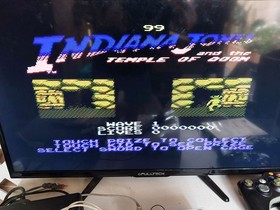 99
INDIANA JONES
and the
TEMPLE OF DOOM
WAVE 1
LIVES
TOUCH PRIZE TO COLLECT
SELECT SWORD TO OPEN CAGE